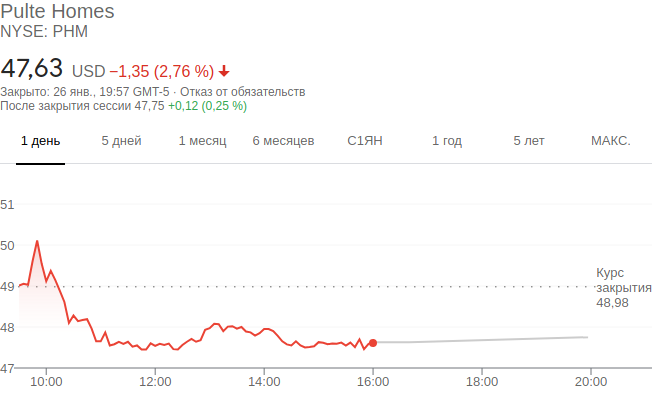 Pulte Homes
NYSE: PHM
47,63 USD −1,35 (2,76 %)
Закрыто: 26 янв., 19:57 GMT-5 · Отказ от обязательств
После закрытия сессии 47,75 +0,12 (0,25 %)
1 день 5 дней 1 месяц 6 месяцев С1ЯН 1 год 5 лет МАКС.
51
50
49
48
47
Курс
закрытия
48,98
10:00 12:00 14:00 16:00 18:00 20:00